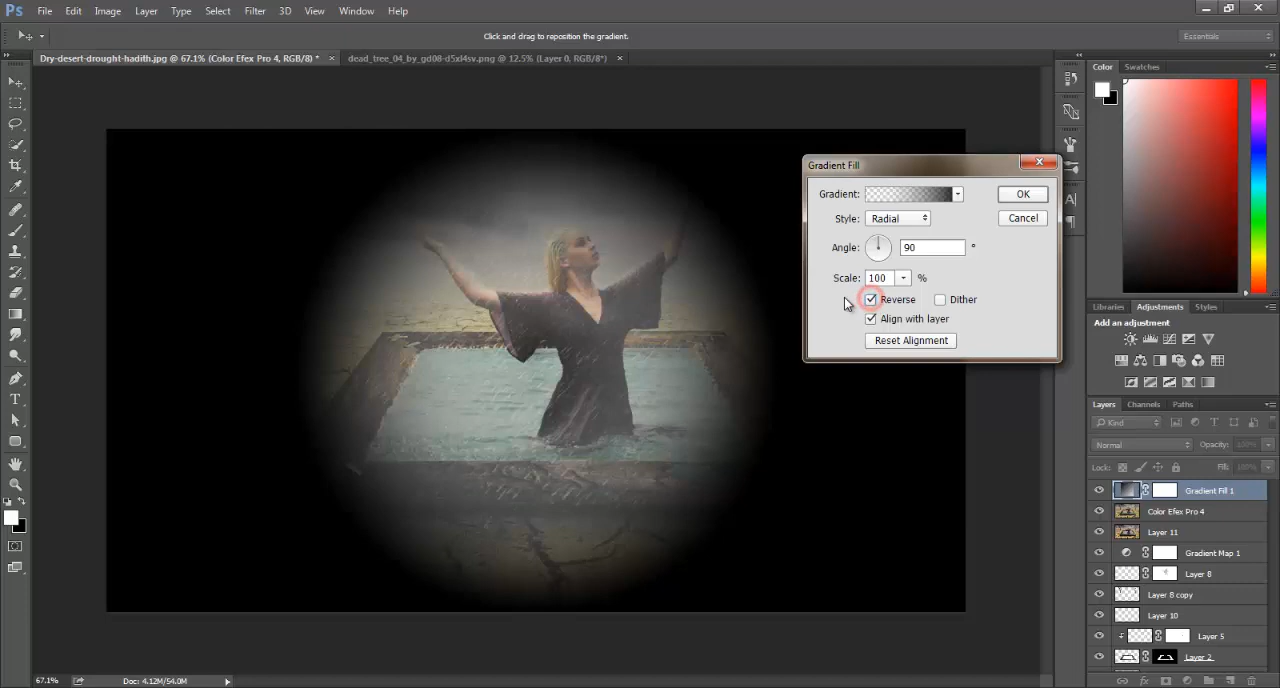 Ps File Edit Image Layer Type Select Filter 3D View Window Help
Click and drag to reposition the gradient.
Essentials
Dry-desert-drought-hadith.jpg @ 67.1% (Color Efex Pro 4, RGB/8) * ×
dead_tree_04_by_gd08-d5xl4sv.png @ 12.5% (Layer 0, RGB/8*) ×
Color Swatches
Gradient Fill
Gradient:
OK
Style: Radial
Cancel
Angle: 90 °
Scale: 100 %
Reverse Dither
Align with layer
Reset Alignment
Libraries Adjustments Styles
Add an adjustment
Layers Channels Paths
Kind
Normal Opacity: 100%
Lock: Fill: 100%
Gradient Fill 1
Color Efex Pro 4
Layer 11
Gradient Map 1
Layer 8
Layer 8 copy
Layer 10
Layer 5
Layer 2
67.1% Doc: 4.12M/54.0M